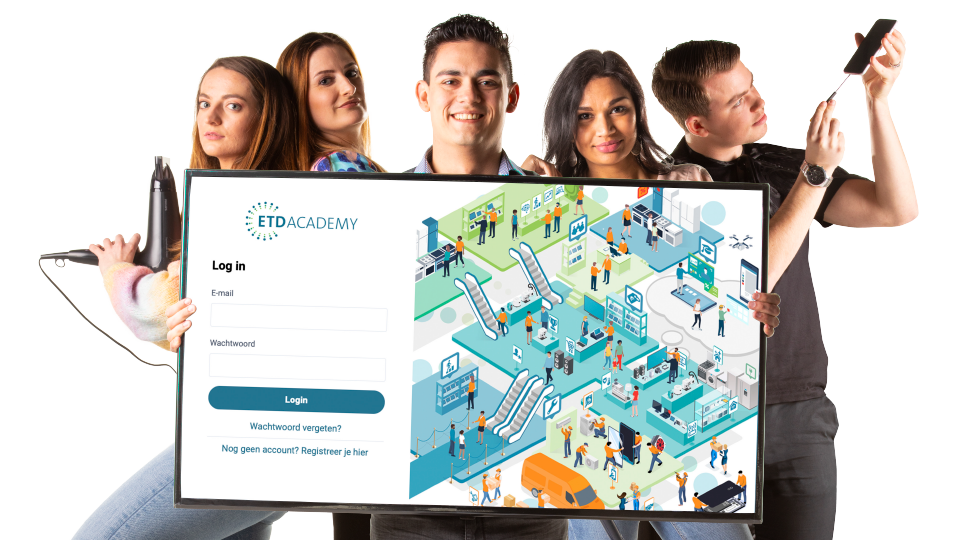 ETDACADEMY
Log in
E-mail
Wachtwoord
Login
Wachtwoord vergeten?
Nog geen account? Registreer je hier